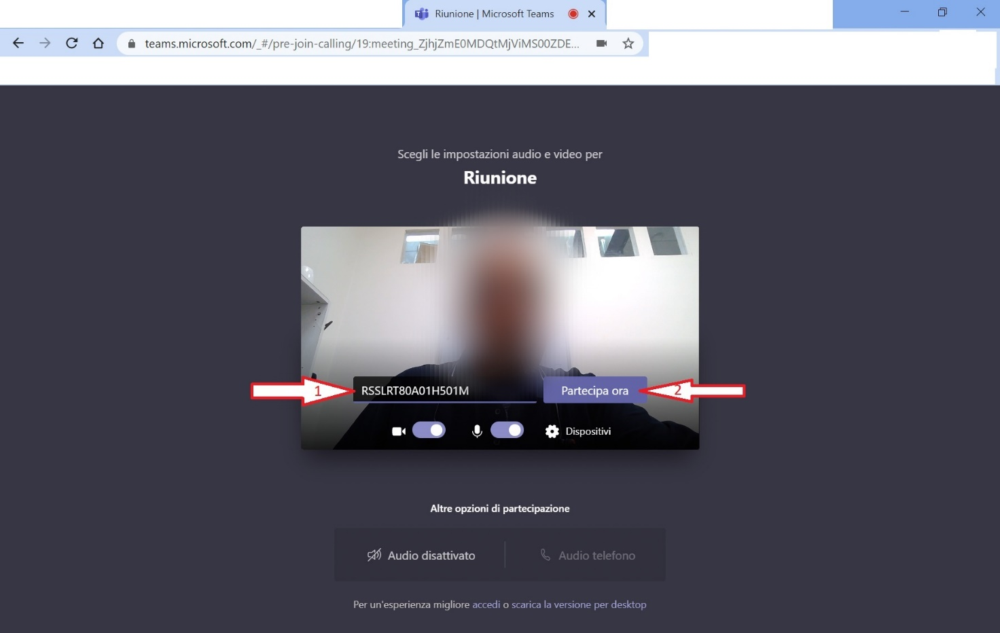 Riunione | Microsoft Teams
teams.microsoft.com/_#/pre-join-calling/19:meeting_ZjhjZmE0MDQtMjViMS00ZDE...
Scegli le impostazioni audio e video per
Riunione
1
RSSLRT80A01H501M
Partecipa ora
2
Dispositivi
Altre opzioni di partecipazione
Audio disattivato
Audio telefono
Per un'esperienza migliore accedi o scarica la versione per desktop